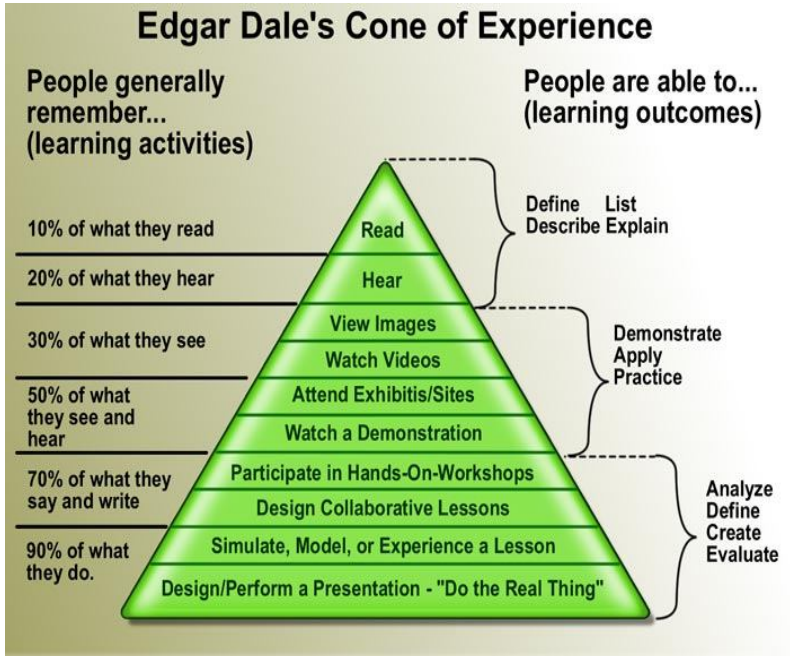 Edgar Dale's Cone of Experience
People generally
remember...
(learning activities)
People are able to...
(learning outcomes)
10% of what they read
20% of what they hear
30% of what they see
50% of what
they see and
hear
70% of what they
say and write
90% of what
they do.
Read
Hear
View Images
Watch Videos
Attend Exhibitis/Sites
Watch a Demonstration
Participate in Hands-On-Workshops
Design Collaborative Lessons
Simulate, Model, or Experience a Lesson
Design/Perform a Presentation - "Do the Real Thing"
Define List
Describe Explain
Demonstrate
Apply
Practice
Analyze
Define
Create
Evaluate